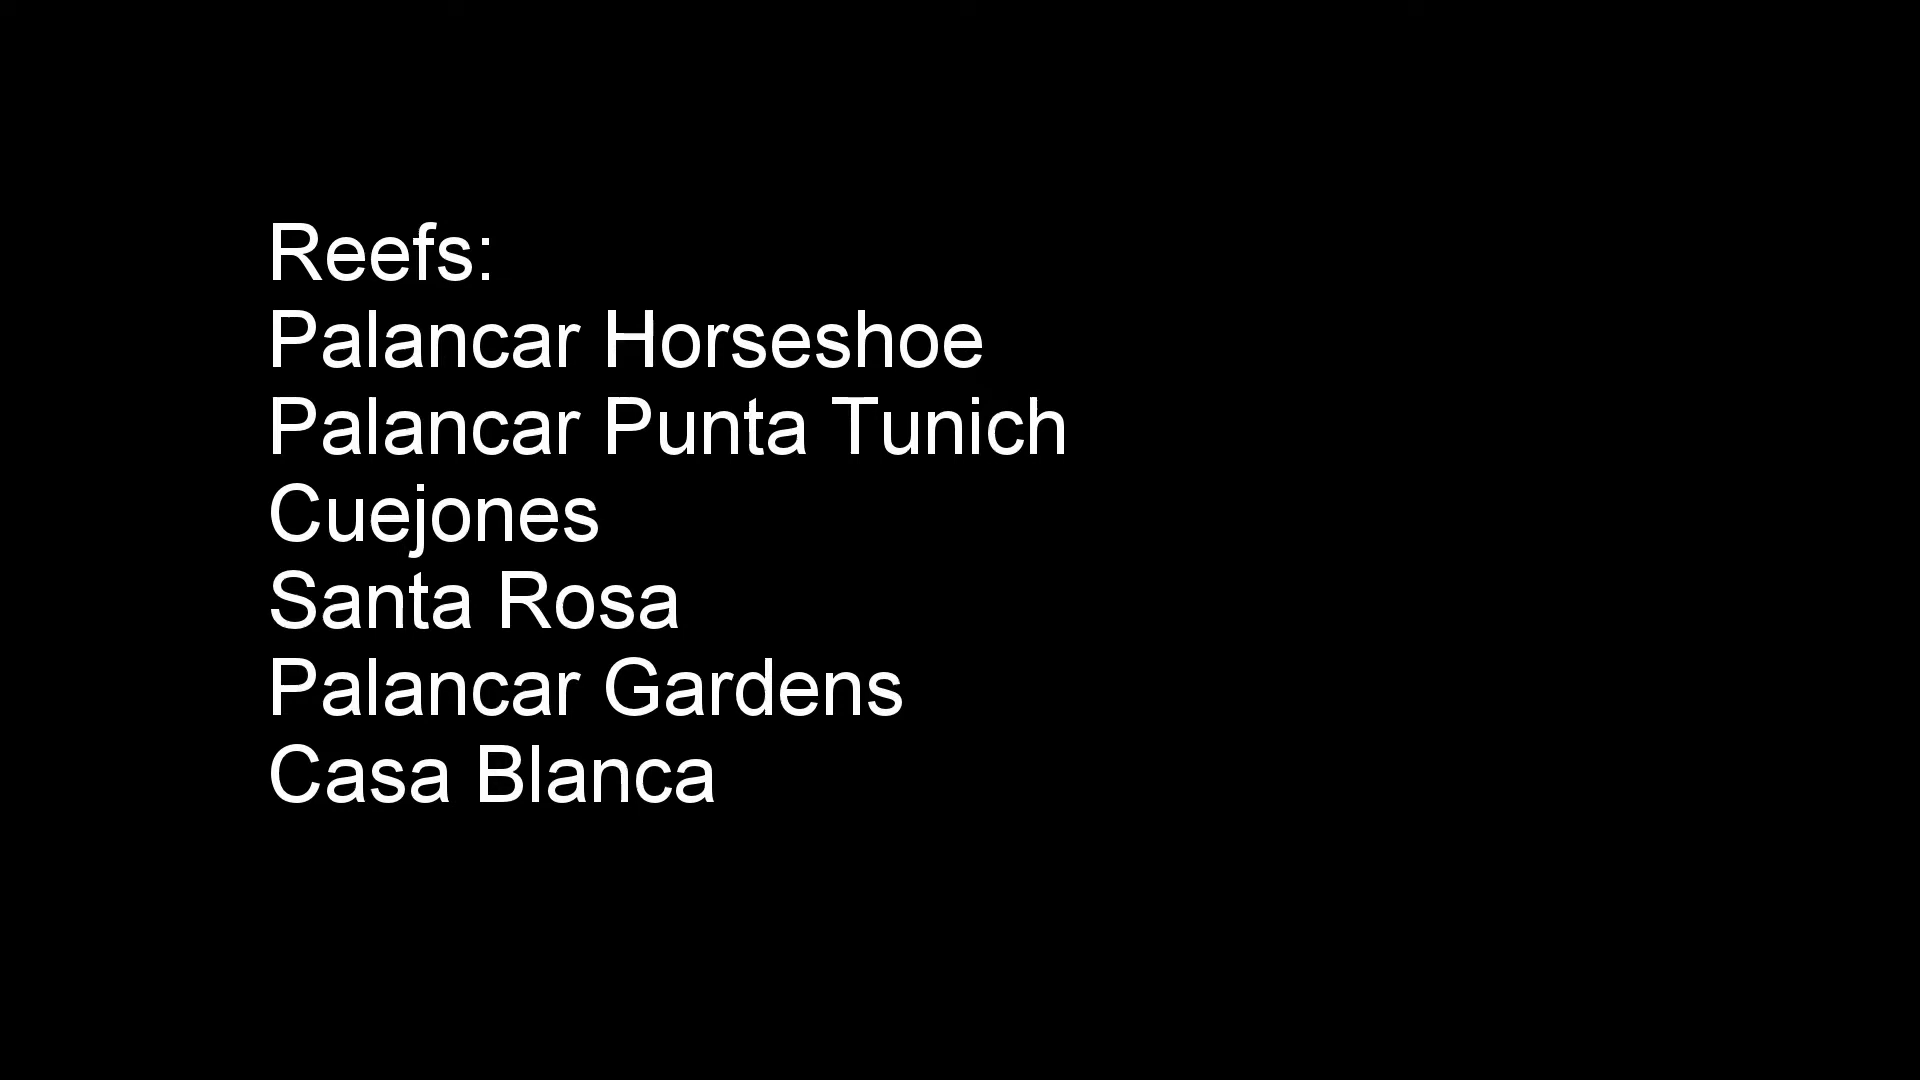 Reefs:
Palancar Horseshoe
Palancar Punta Tunich
Cuejones
Santa Rosa
Palancar Gardens
Casa Blanca